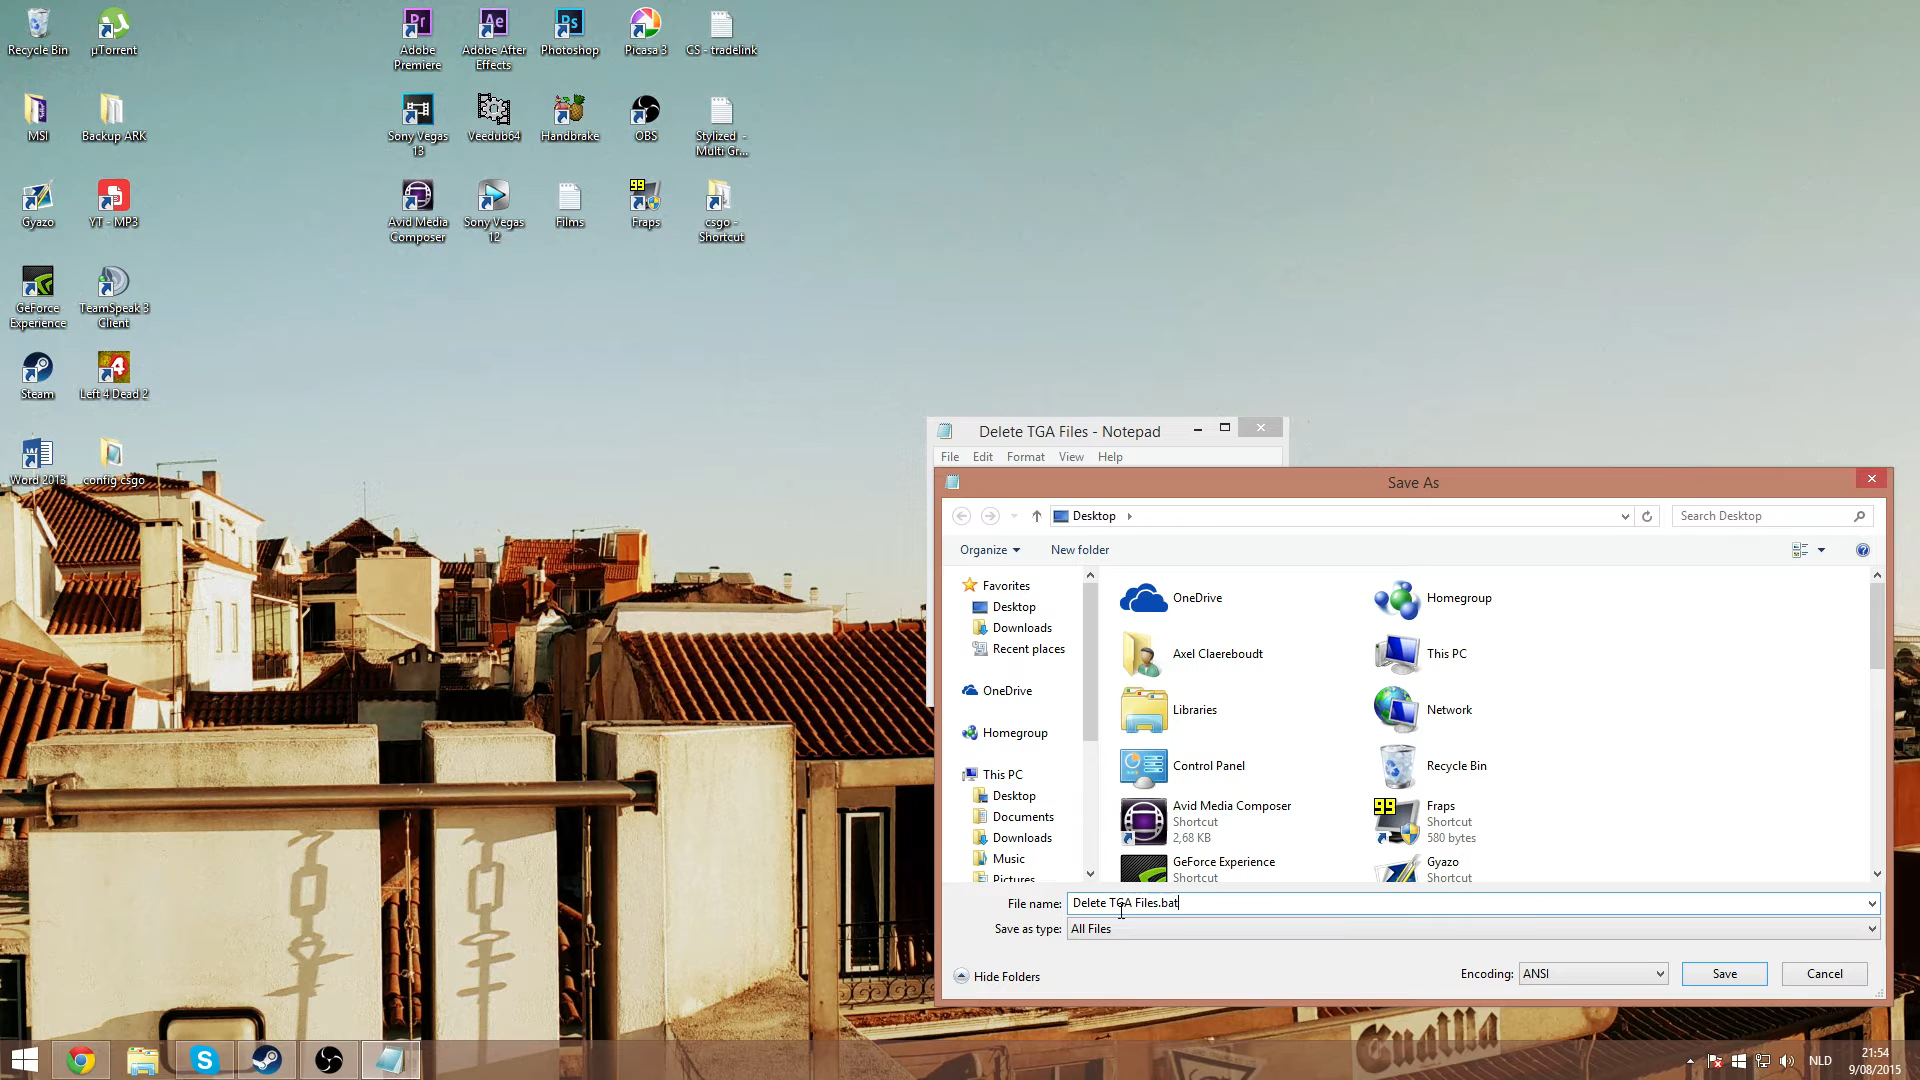 Recycle Bin
µTorrent
Adobe Premiere
Adobe After Effects
Photoshop
Picasa 3
CS - tradelink
MSI
Backup ARK
Sony Vegas 13
Veedub64
Handbrake
OBS
Stylized - Multi Gr...
Gyazo
YT - MP3
Avid Media Composer
Sony Vegas 12
Films
99
Fraps
csgo - Shortcut
GeForce Experience
TeamSpeak 3 Client
Steam
Left 4 Dead 2
Word 2013
config csgo
Delete TGA Files - Notepad
File Edit Format View Help
Save As
Desktop
Search Desktop
Organize
New folder
Favorites
Desktop
Downloads
Recent places
OneDrive
Homegroup
This PC
Desktop
Documents
Downloads
Music
Pictures
OneDrive
Homegroup
Axel Claereboudt
This PC
Libraries
Network
Control Panel
Recycle Bin
Avid Media Composer
Shortcut
2,68 KB
99
Fraps
Shortcut
580 bytes
GeForce Experience
Shortcut
Gyazo
Shortcut
File name: Delete TGA Files.bat
Save as type: All Files
Hide Folders
Encoding: ANSI
Save
Cancel
NLD
21:54
9/08/2015